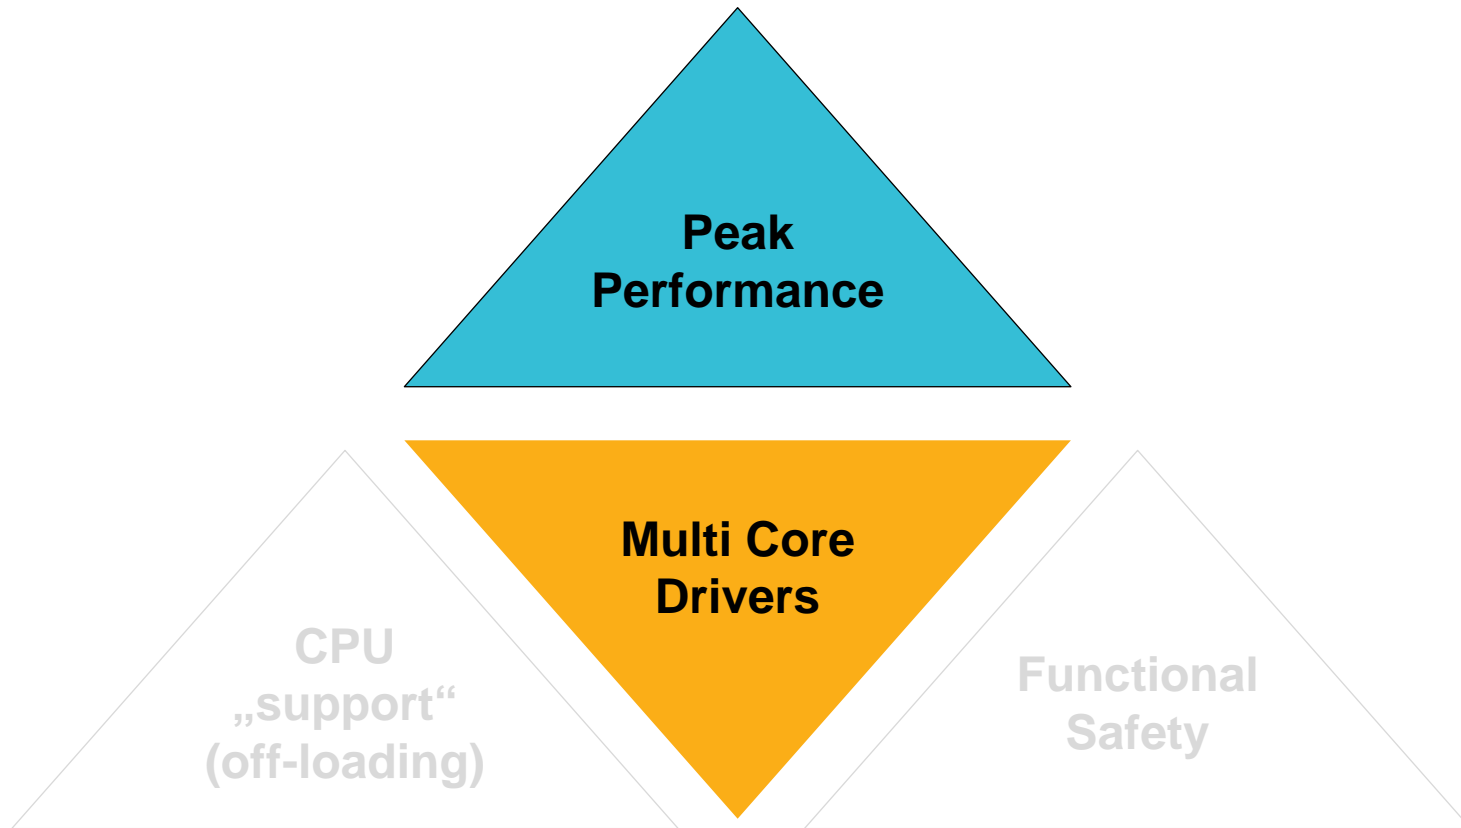 Peak
Performance
Multi Core
Drivers
CPU
„support“
(off-loading)
Functional
Safety